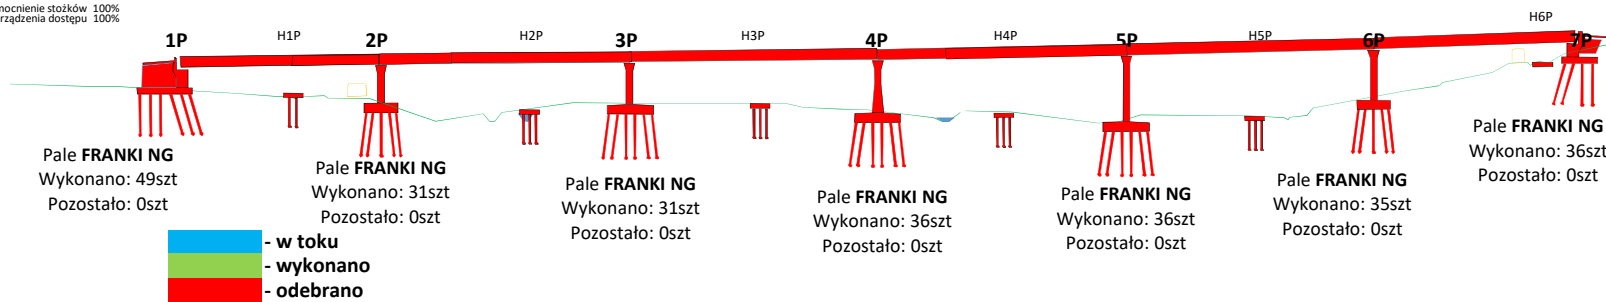 mocnienie stożków 100%
rządzenia dostępu 100%
1P
H1P
2P
H2P
3P
H3P
4P
H4P
5P
H5P
6P
H6P
7P
Pale FRANKI NG
Wykonano: 49szt
Pozostało: 0szt
Pale FRANKI NG
Wykonano: 31szt
Pozostało: 0szt
Pale FRANKI NG
Wykonano: 31szt
Pozostało: 0szt
Pale FRANKI NG
Wykonano: 36szt
Pozostało: 0szt
Pale FRANKI NG
Wykonano: 36szt
Pozostało: 0szt
Pale FRANKI NG
Wykonano: 35szt
Pozostało: 0szt
Pale FRANKI NG
Wykonano: 36szt
Pozostało: 0szt
- w toku
- wykonano
- odebrano